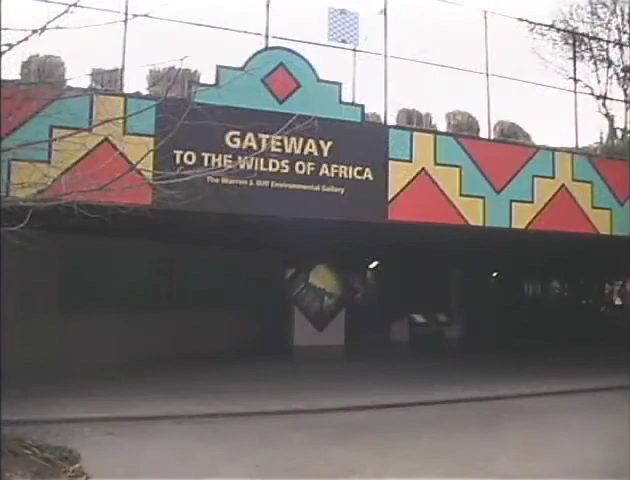 GATEWAY
TO THE WILDS OF AFRICA
The Warren J. Iliff Environmental Gallery